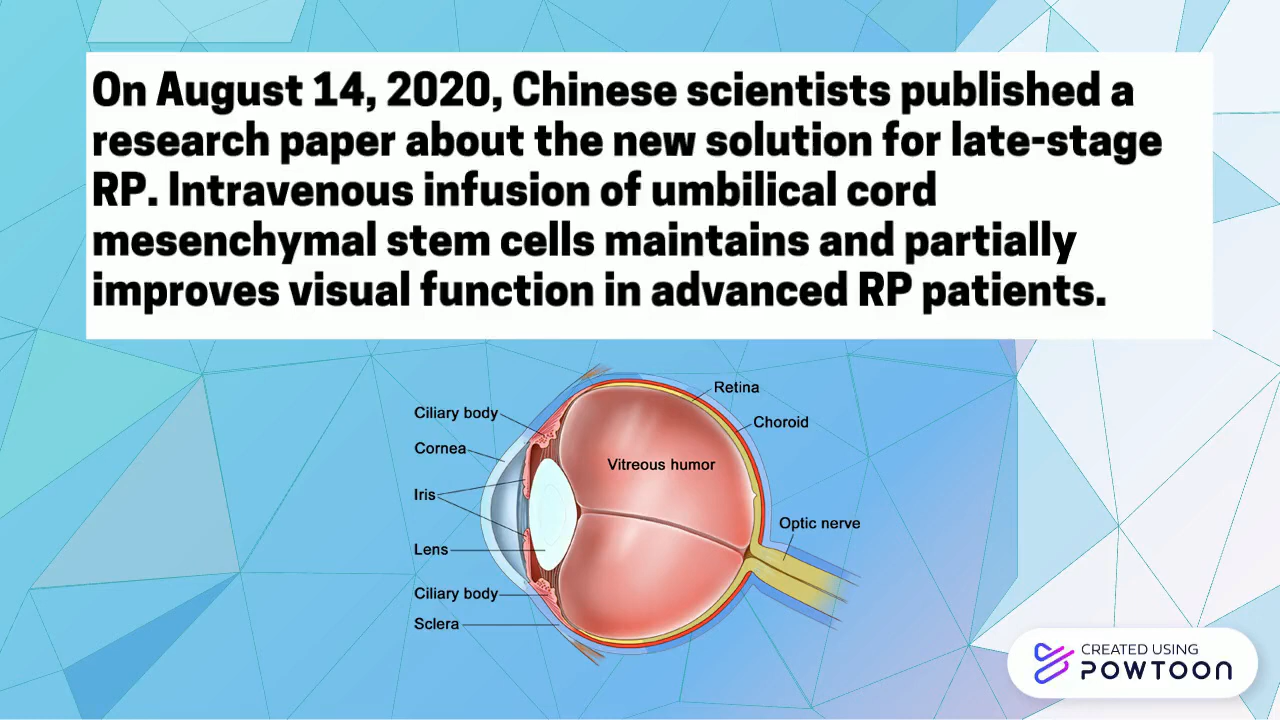 On August 14, 2020, Chinese scientists published a
research paper about the new solution for late-stage
RP. Intravenous infusion of umbilical cord
mesenchymal stem cells maintains and partially
improves visual function in advanced RP patients.
Retina
Ciliary body
Choroid
Cornea
Vitreous humor
Iris
Optic nerve
Lens
Ciliary body
Sclera
CREATED USING
POWTOON